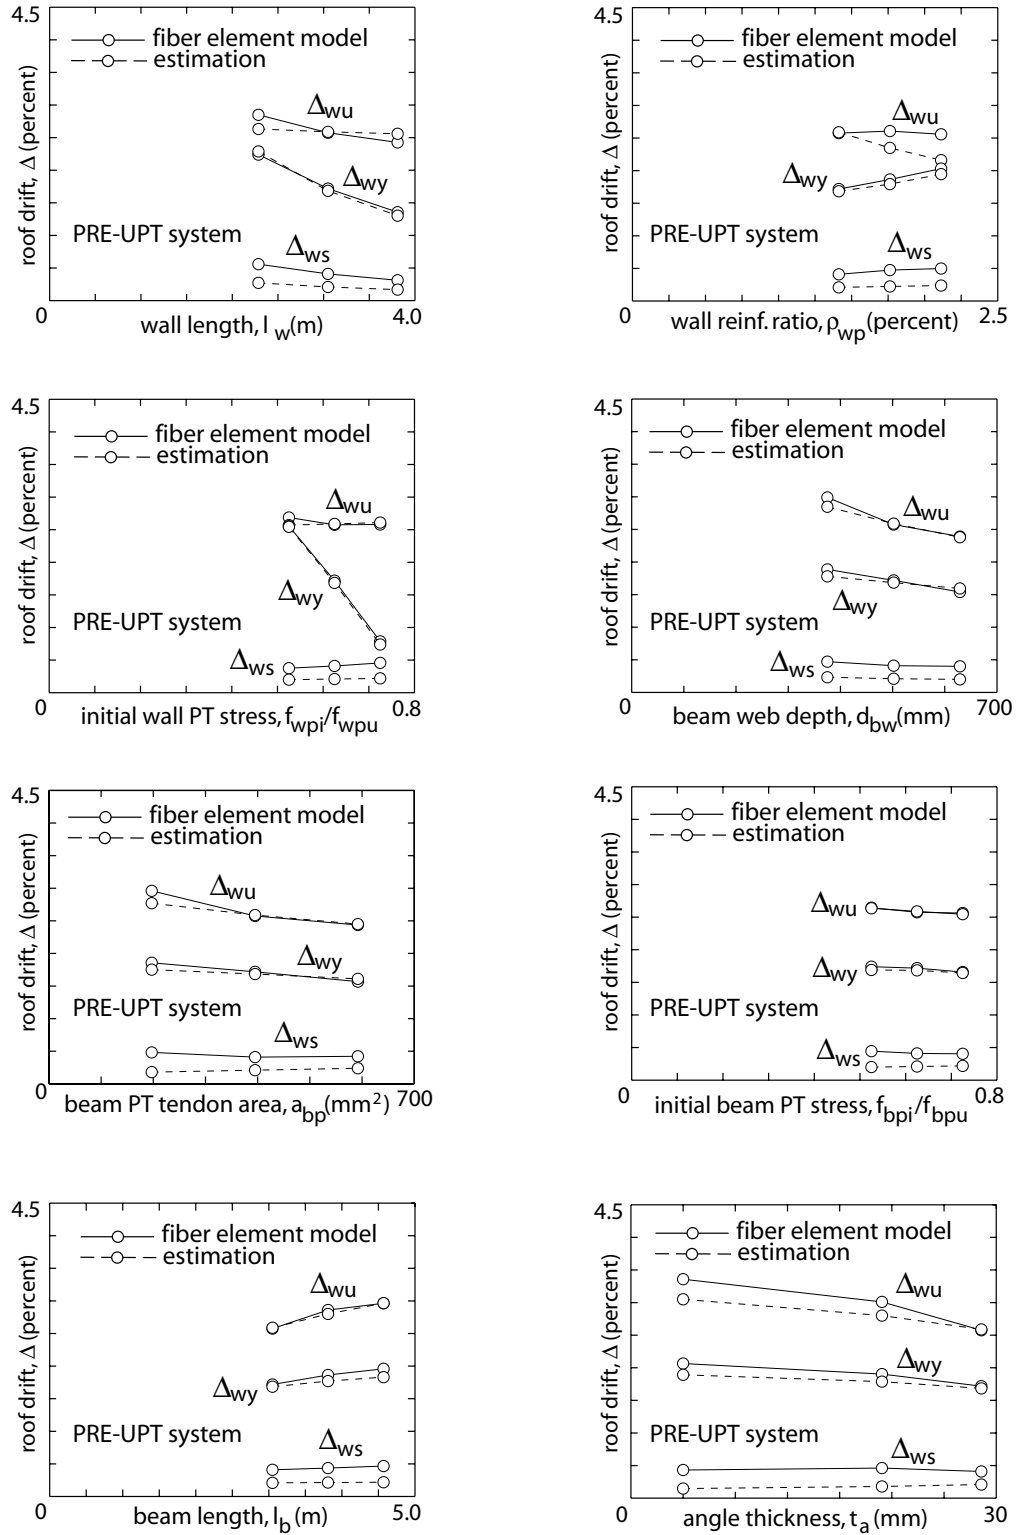 4.5
fiber element model
estimation
Δwu
Δwy
Δws
PRE-UPT system
roof drift, Δ (percent)
0
wall length, lw(m)
4.0
4.5
fiber element model
estimation
Δwu
Δwy
Δws
PRE-UPT system
roof drift, Δ (percent)
0
wall reinf. ratio, ρwp(percent)
2.5
4.5
fiber element model
estimation
Δwu
Δwy
Δws
PRE-UPT system
roof drift, Δ (percent)
0
initial wall PT stress, fwpi/fwpu
0.8
4.5
fiber element model
estimation
Δwu
Δwy
Δws
PRE-UPT system
roof drift, Δ (percent)
0
beam web depth, dbw(mm)
700
4.5
fiber element model
estimation
Δwu
Δwy
Δws
PRE-UPT system
roof drift, Δ (percent)
0
beam PT tendon area, abp(mm²)
700
4.5
fiber element model
estimation
Δwu
Δwy
Δws
PRE-UPT system
roof drift, Δ (percent)
0
initial beam PT stress, fbpi/fbpu
0.8
4.5
fiber element model
estimation
Δwu
Δwy
Δws
PRE-UPT system
roof drift, Δ (percent)
0
beam length, lb(m)
5.0
4.5
fiber element model
estimation
Δwu
Δwy
Δws
PRE-UPT system
roof drift, Δ (percent)
0
angle thickness, ta(mm)
30